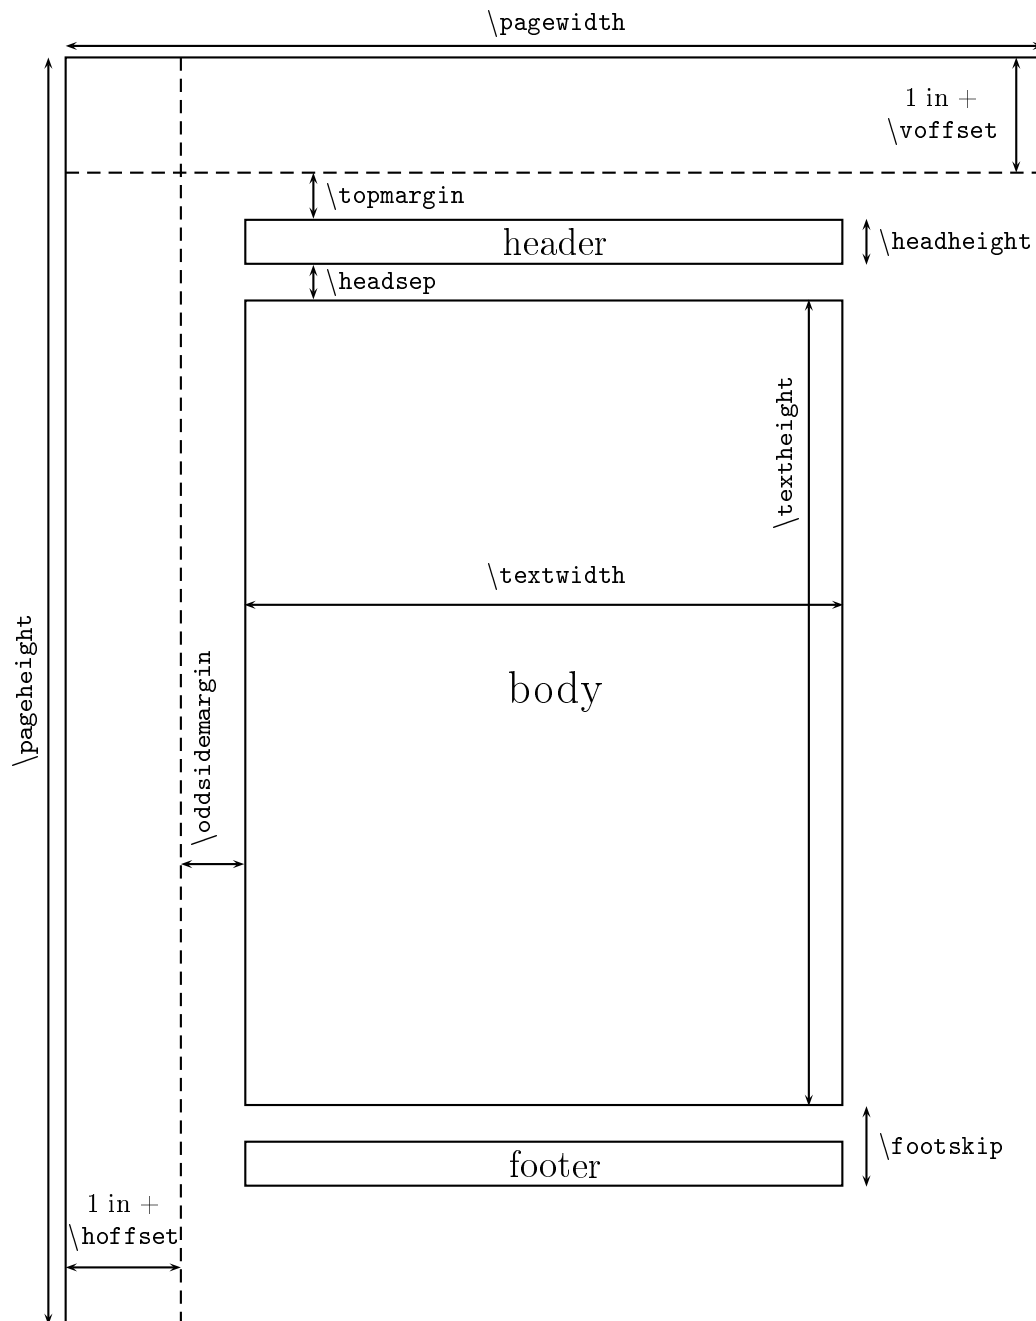 \pagewidth
1 in +
\voffset
\topmargin
header
\headheight
\headsep
\textheight
\textwidth
\pageheight
\oddsidemargin
body
\footskip
footer
1 in +
\hoffset